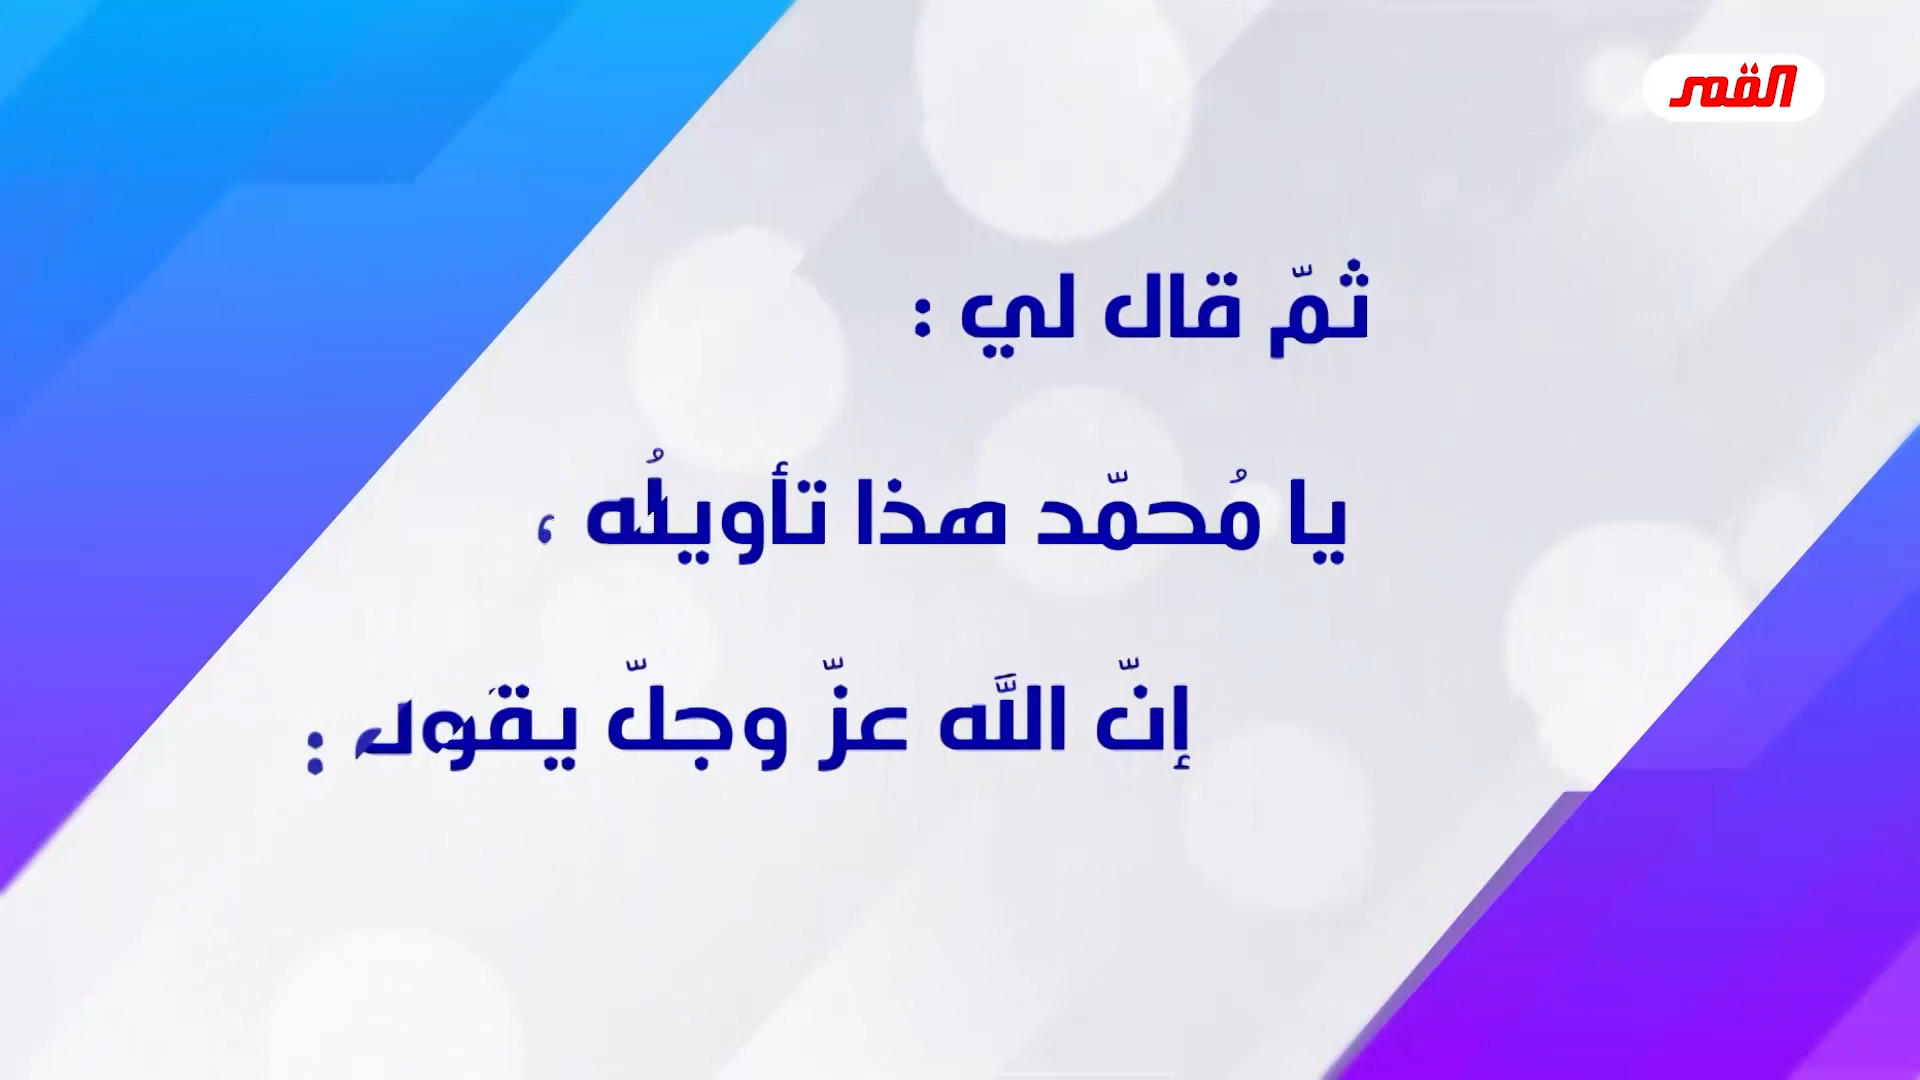 القمر
ثمّ قال لي :
يا مُحمّد هذا تأويلُه ،
إنّ اللَّه عزّ وجلّ يقول :